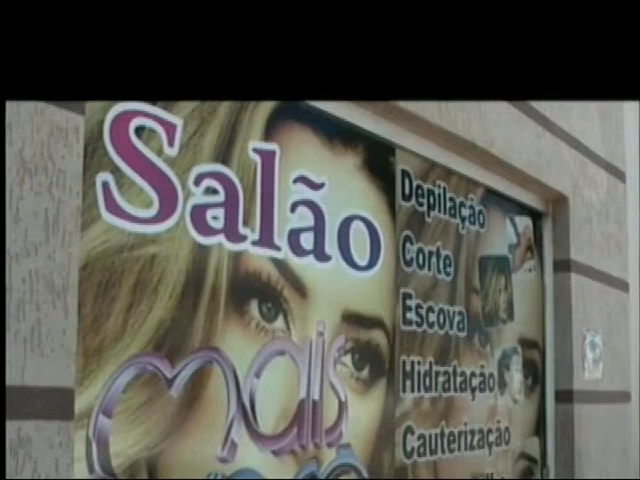 Salão
mais
Depilação
Corte
Escova
Hidratação
Cauterização